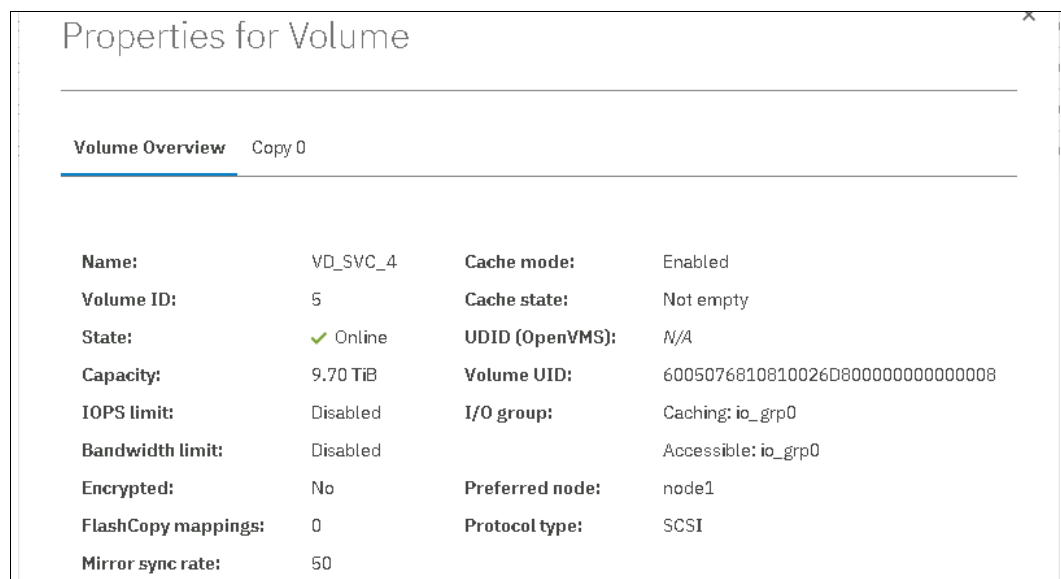 Properties for Volume
Volume Overview Copy 0
Name: VD_SVC_4 Cache mode: Enabled
Volume ID: 5 Cache state: Not empty
State: Online UDID (OpenVMS): N/A
Capacity: 9.70 TiB Volume UID: 6005076810810026D800000000000008
IOPS limit: Disabled I/O group: Caching: io_grp0
Bandwidth limit: Disabled Accessible: io_grp0
Encrypted: No Preferred node: node1
FlashCopy mappings: 0 Protocol type: SCSI
Mirror sync rate: 50